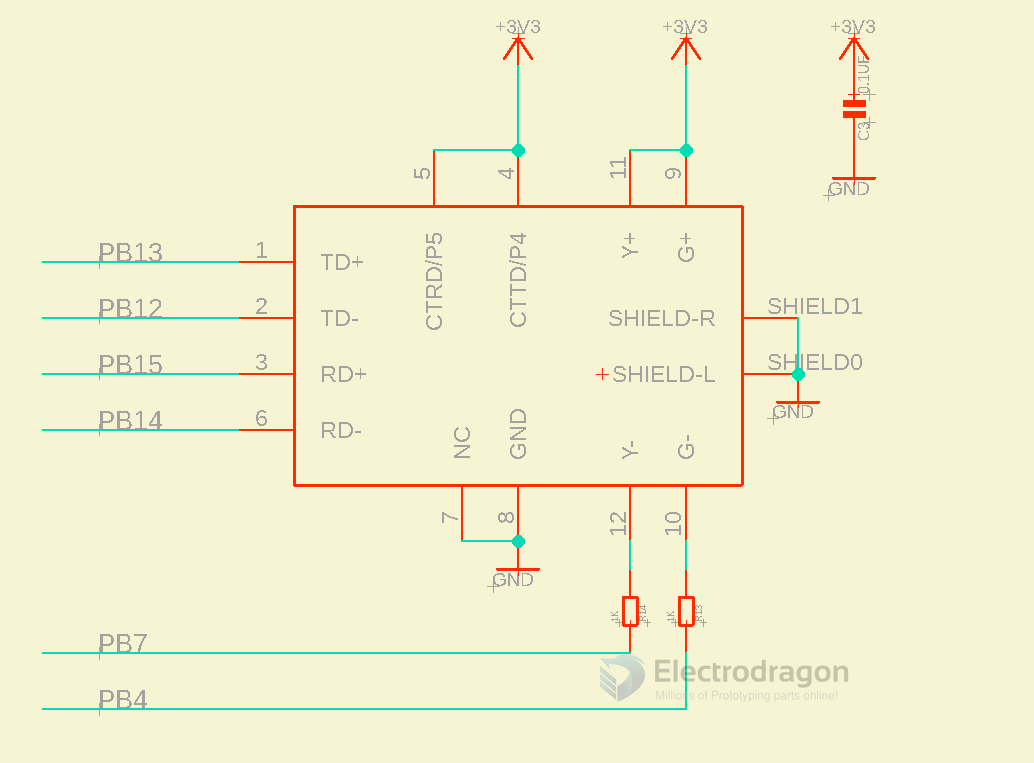 +3V3
+3V3
+3V3
0.1UF
C3
GND
5
4
11
9
PB13
1
TD+
CTRD/P5
CTTD/P4
Y+
G+
PB12
2
TD-
SHIELD-R
SHIELD1
PB15
3
RD+
SHIELD-L
SHIELD0
GND
PB14
6
RD-
NC
GND
Y-
G-
7
8
12
10
GND
1K
R14
1K
R13
PB7
PB4
Electrodragon
Millions of Prototyping parts online!